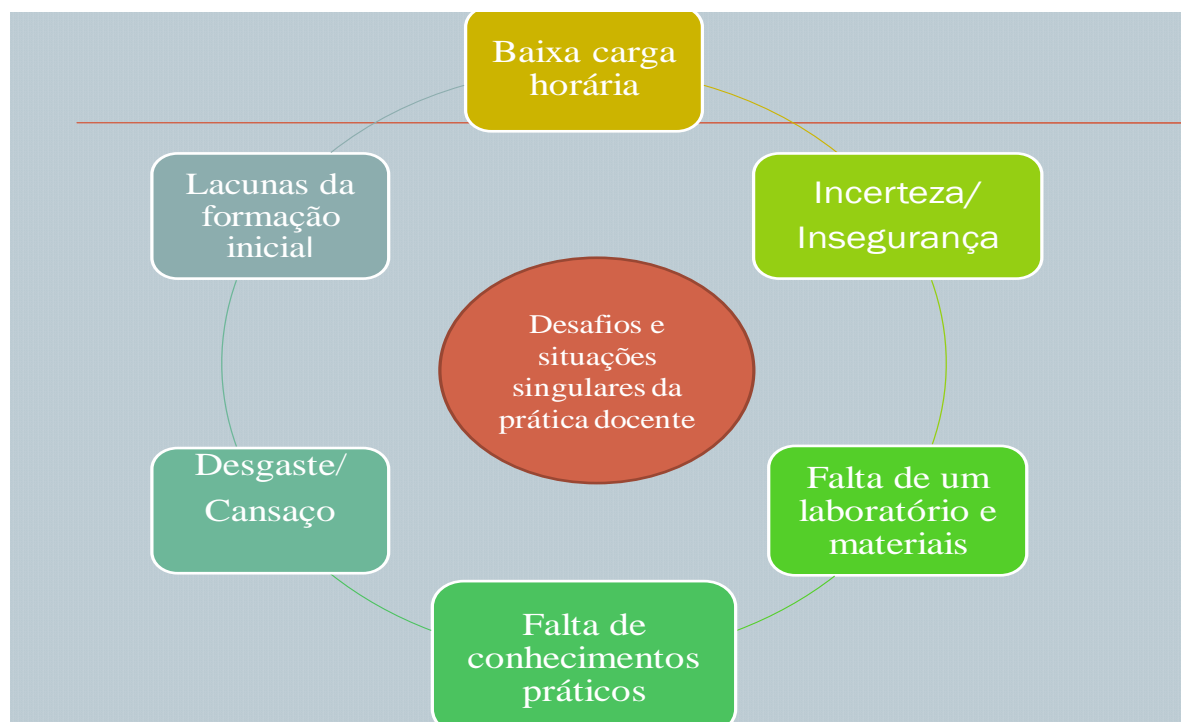 Baixa carga
horária
Incerteza/
Insegurança
Falta de um
laboratório e
materiais
Falta de
conhecimentos
práticos
Desgaste/
Cansaço
Lacunas da
formação
inicial
Desafios e
situações
singulares da
prática docente